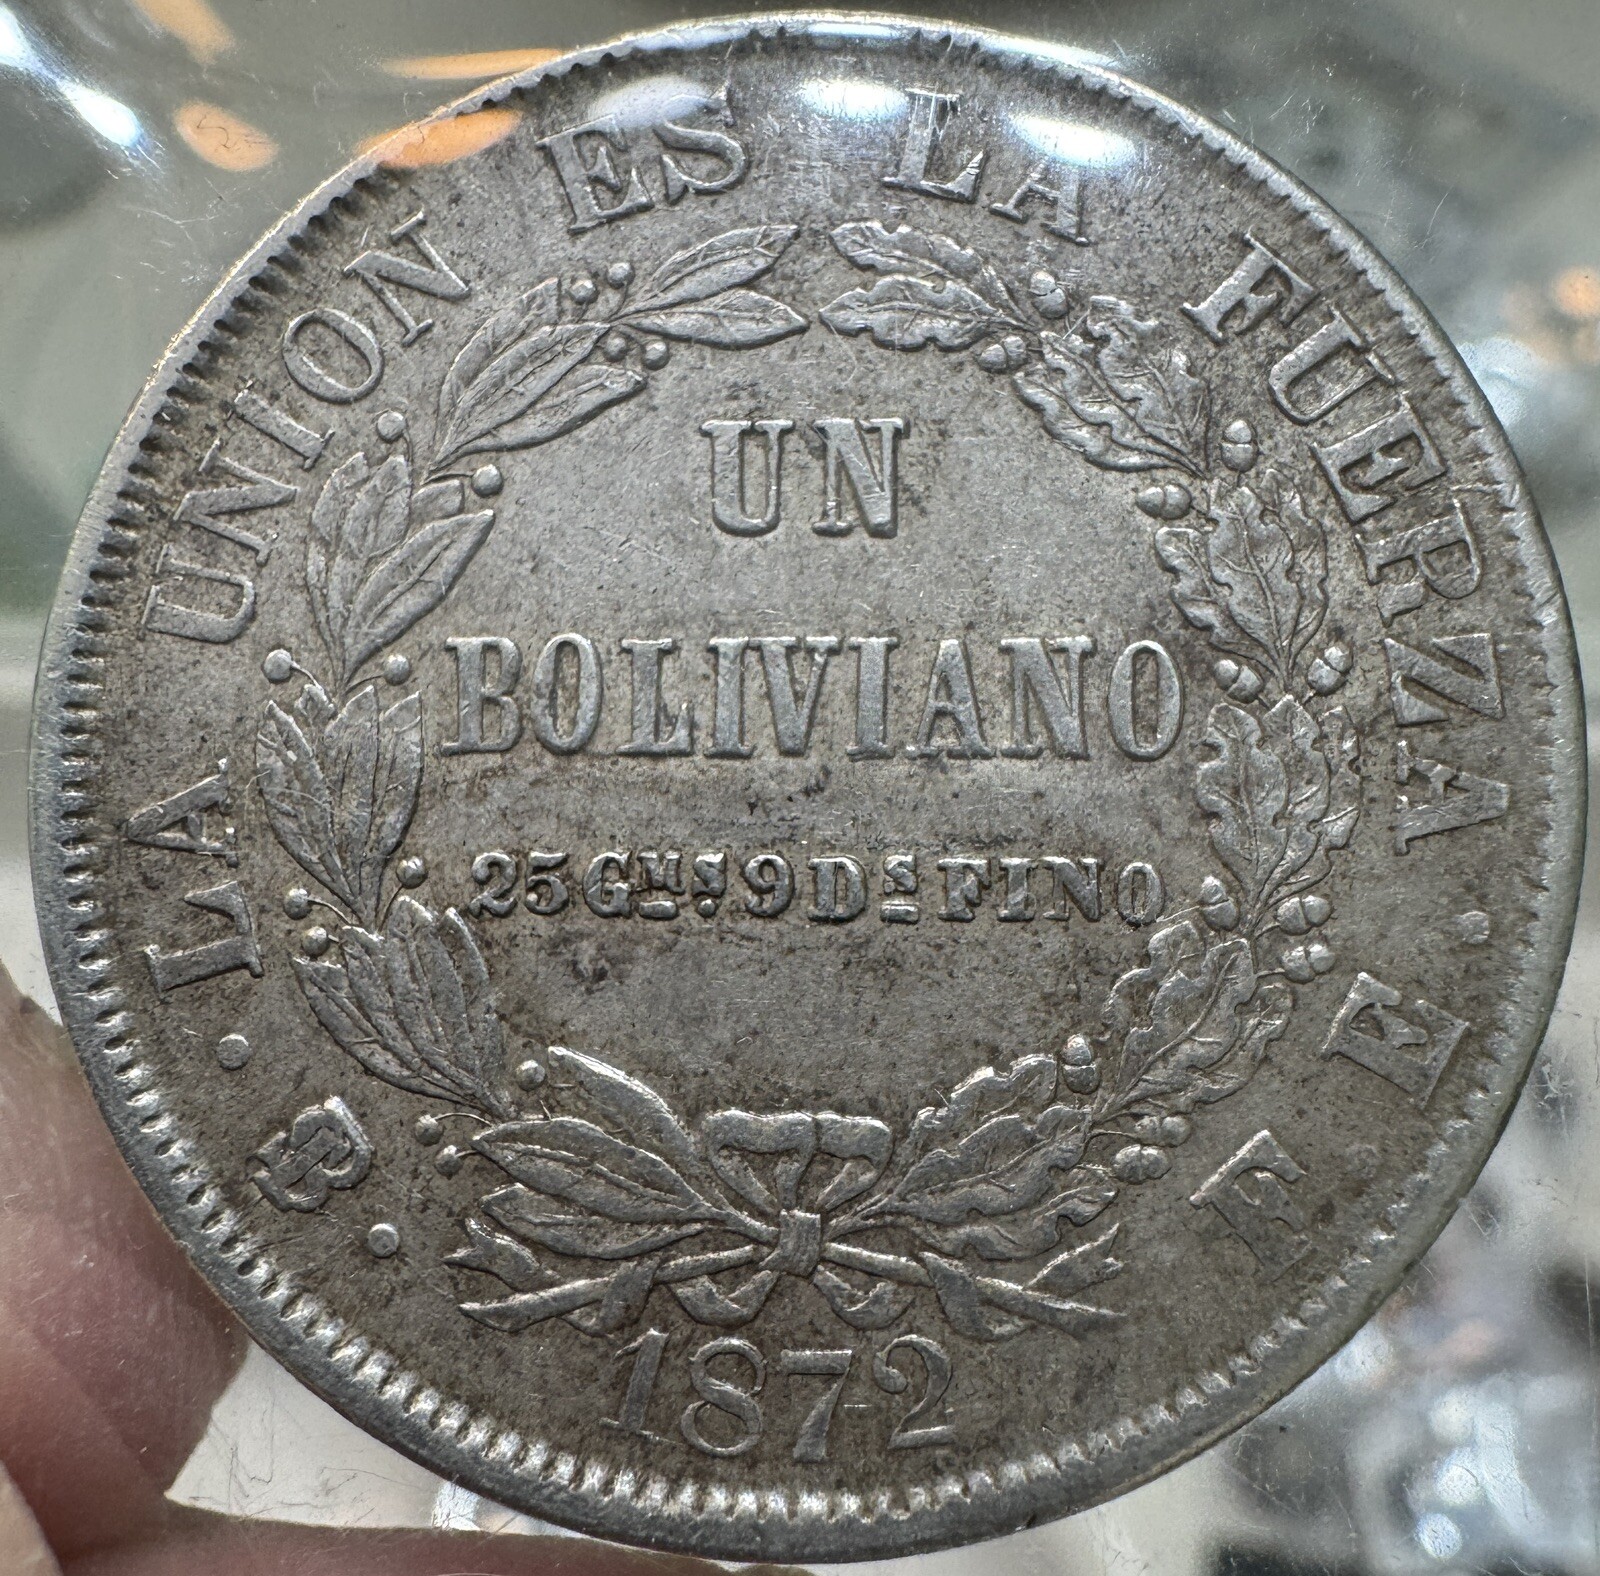 LA UNION ES LA FUERZA
UN
BOLIVIANO
25 GMS. 9 DS FINO
F. E.
1872